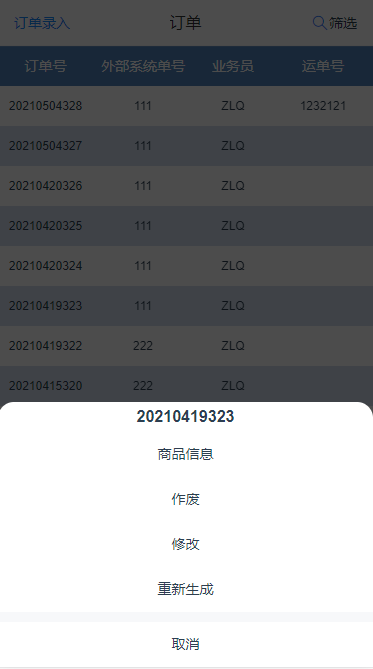 订单录入 订单 筛选
订单号 外部系统单号 业务员 运单号
20210504328 111 ZLQ 1232121
20210504327 111 ZLQ
20210420326 111 ZLQ
20210420325 111 ZLQ
20210420324 111 ZLQ
20210419323 111 ZLQ
20210419322 222 ZLQ
20210415320 222 ZLQ
20210419323
商品信息
作废
修改
重新生成
取消